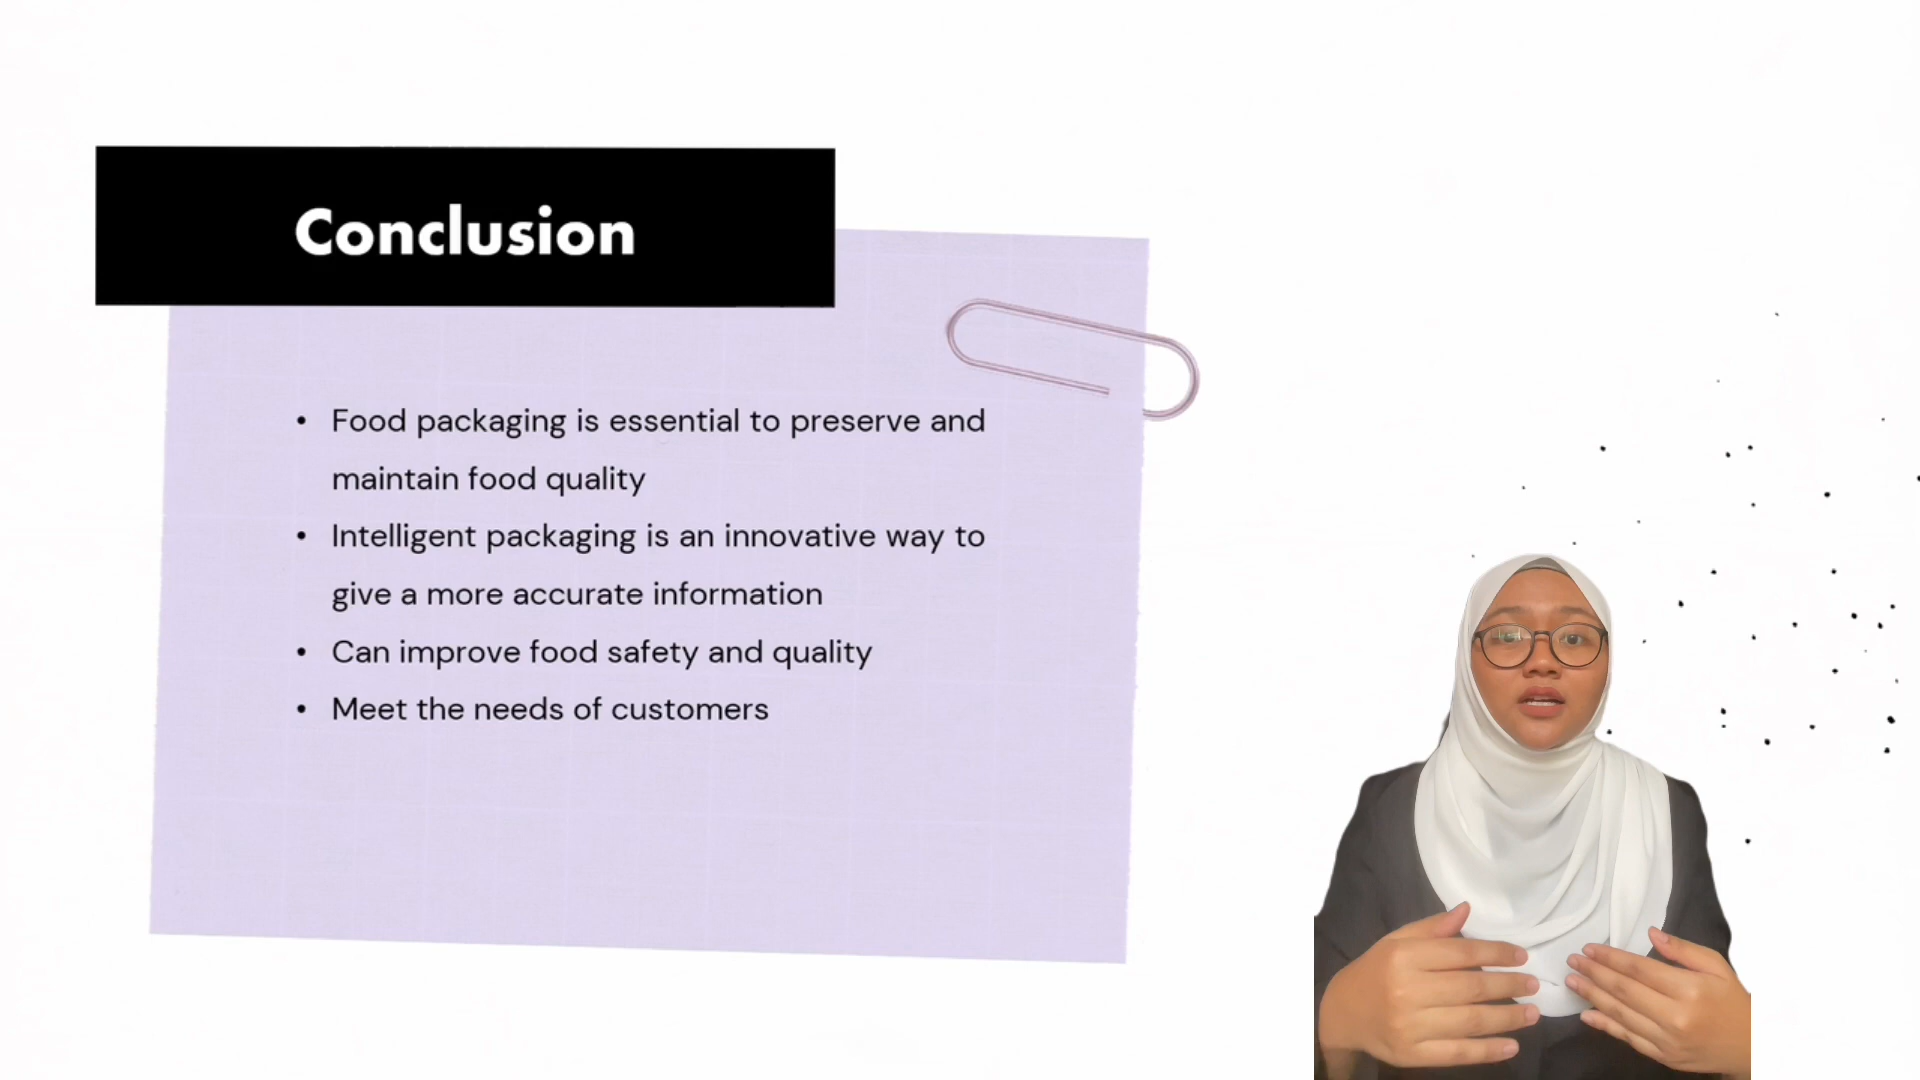 Conclusion
• Food packaging is essential to preserve and
maintain food quality
• Intelligent packaging is an innovative way to
give a more accurate information
• Can improve food safety and quality
• Meet the needs of customers